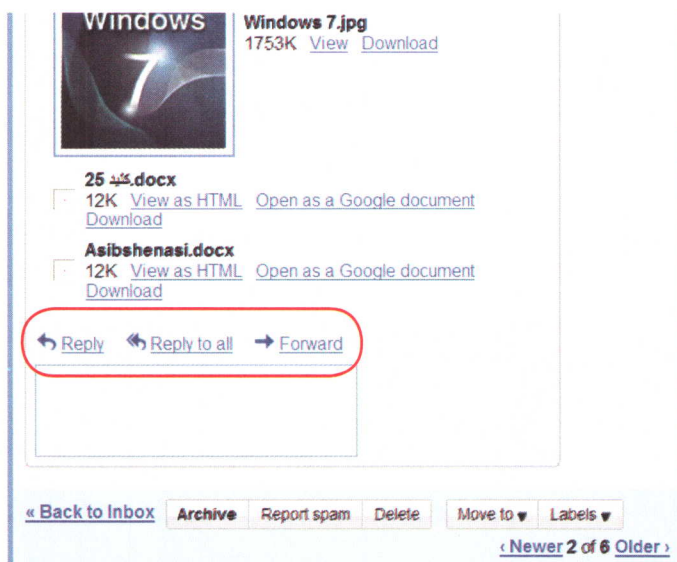 Windows
7
Windows 7.jpg
1753K View Download
کلید 25.docx
12K View as HTML Open as a Google document
Download
Asibshenasi.docx
12K View as HTML Open as a Google document
Download
Reply Reply to all Forward
« Back to Inbox Archive Report spam Delete Move to ▾ Labels ▾
‹ Newer 2 of 6 Older ›